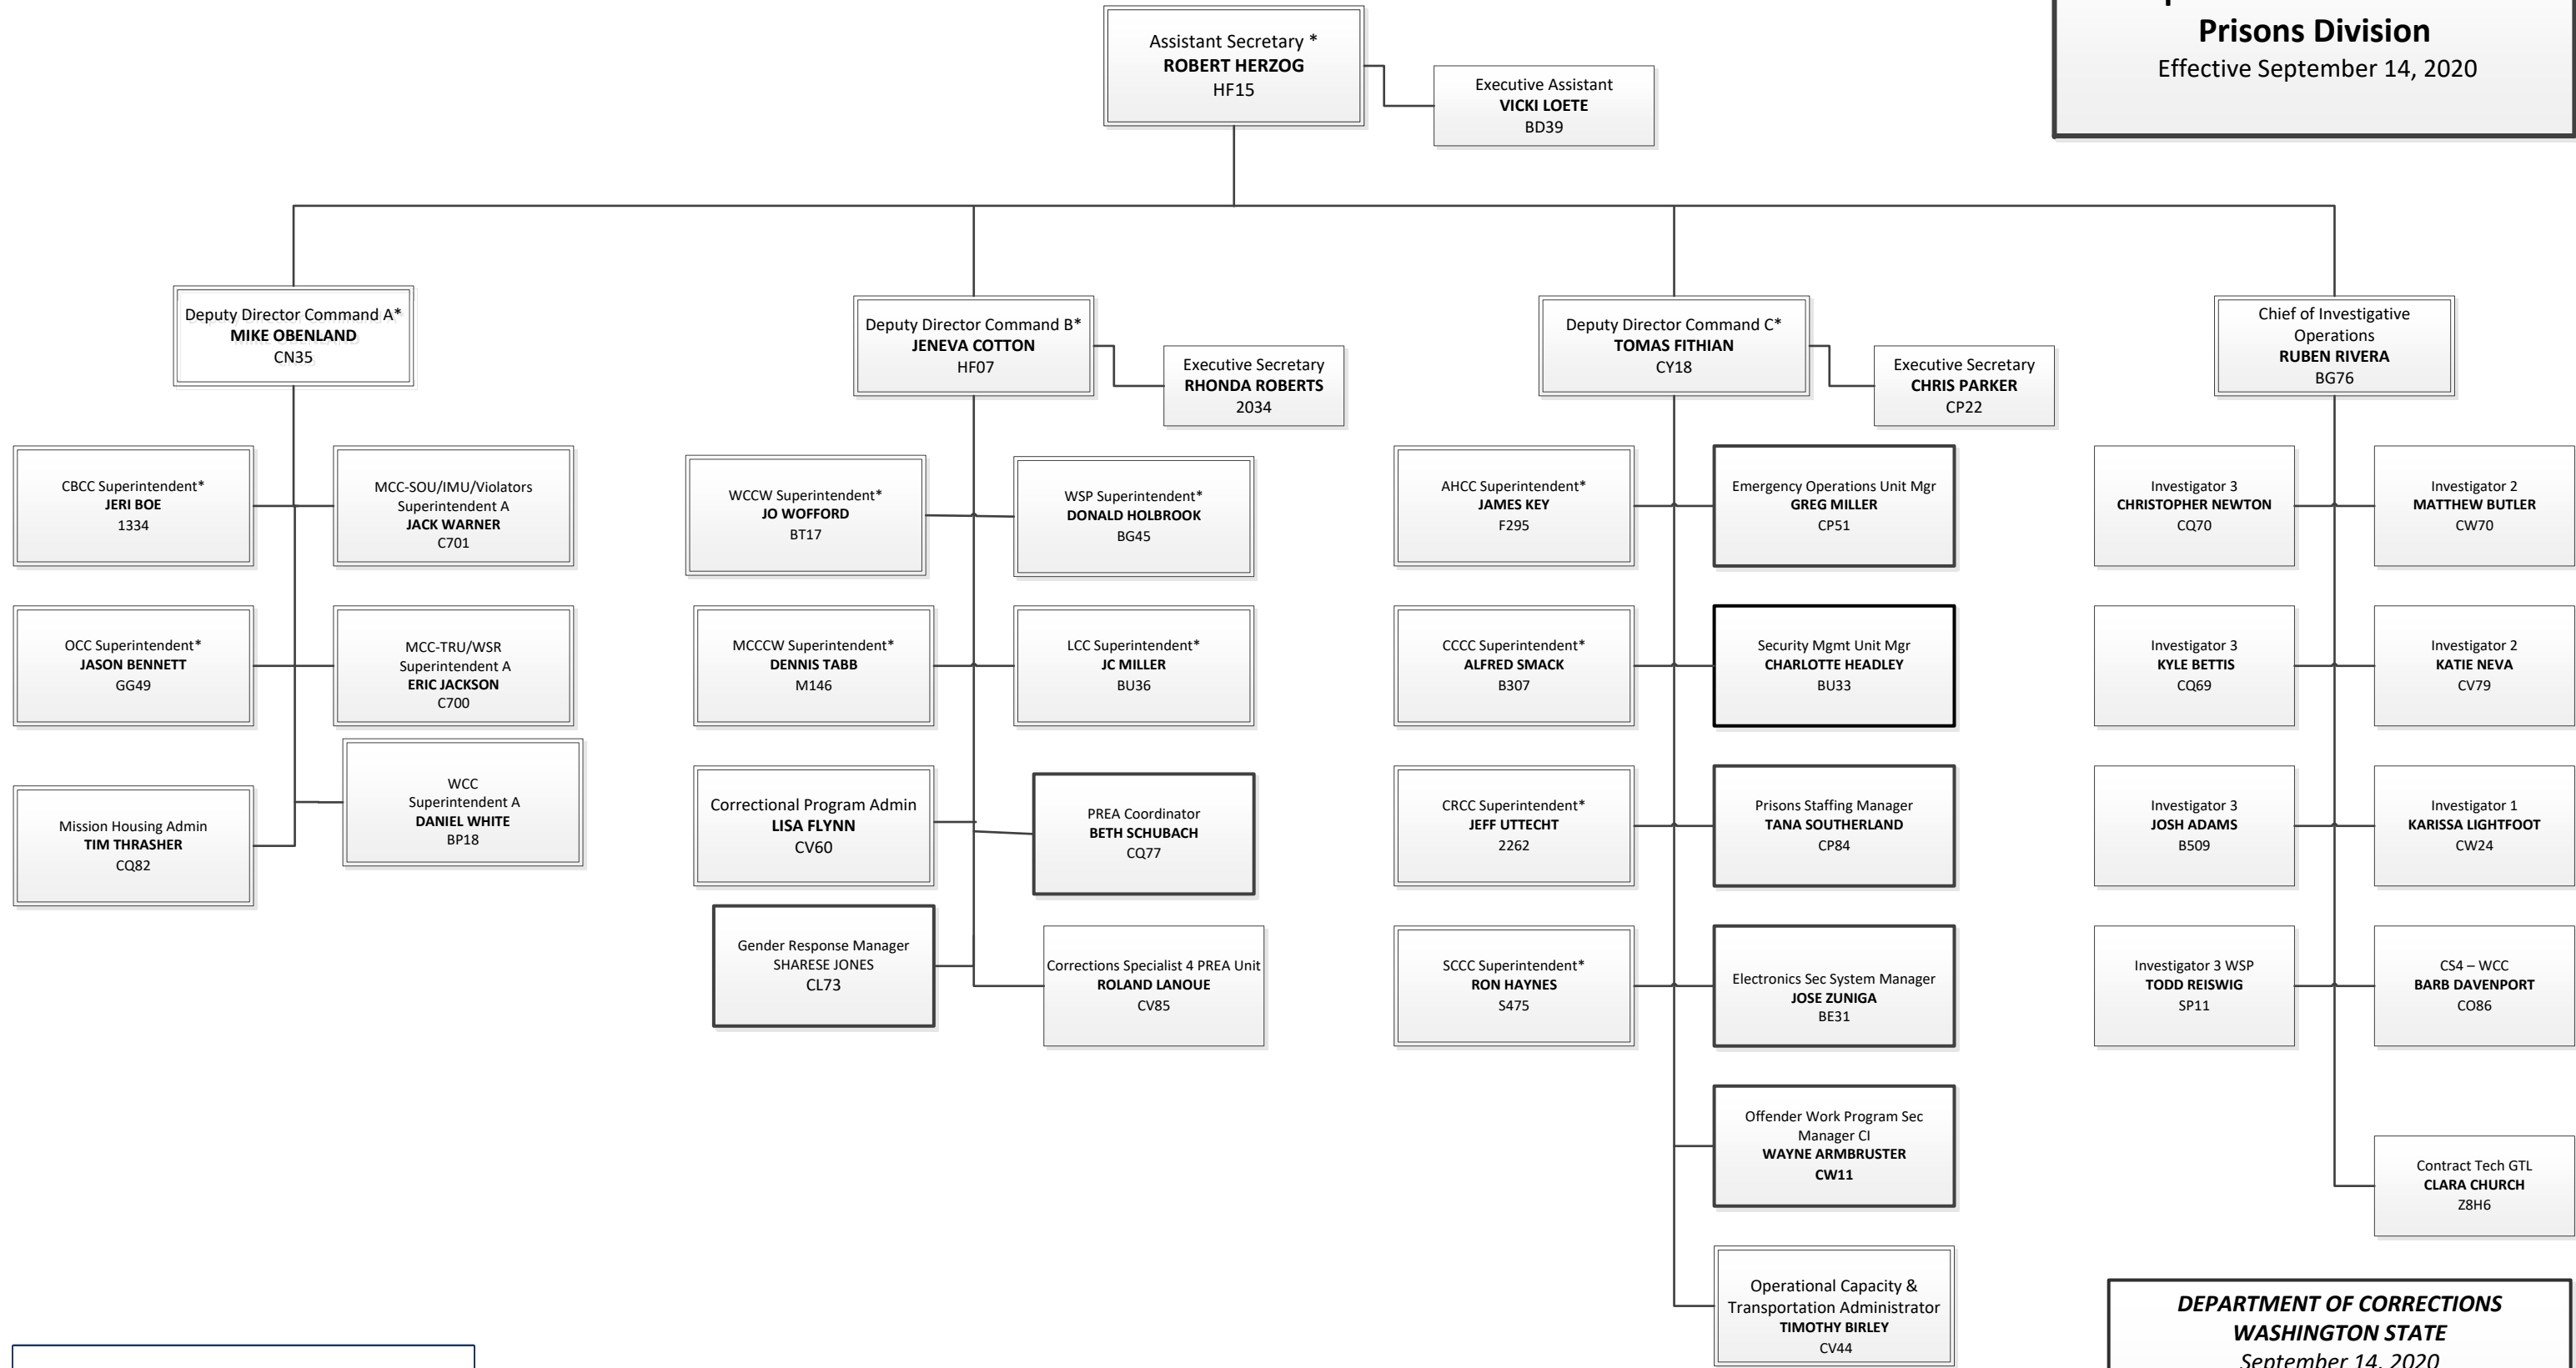 Prisons Division
Effective September 14, 2020
Assistant Secretary *
ROBERT HERZOG
HF15
Executive Assistant
VICKI LOETE
BD39
Deputy Director Command A*
MIKE OBENLAND
CN35
Deputy Director Command B*
JENEVA COTTON
HF07
Executive Secretary
RHONDA ROBERTS
2034
Deputy Director Command C*
TOMAS FITHIAN
CY18
Executive Secretary
CHRIS PARKER
CP22
Chief of Investigative
Operations
RUBEN RIVERA
BG76
CBCC Superintendent*
JERI BOE
1334
MCC-SOU/IMU/Violators
Superintendent A
JACK WARNER
C701
OCC Superintendent*
JASON BENNETT
GG49
MCC-TRU/WSR
Superintendent A
ERIC JACKSON
C700
Mission Housing Admin
TIM THRASHER
CQ82
WCC
Superintendent A
DANIEL WHITE
BP18
WCCW Superintendent*
JO WOFFORD
BT17
WSP Superintendent*
DONALD HOLBROOK
BG45
MCCCW Superintendent*
DENNIS TABB
M146
LCC Superintendent*
JC MILLER
BU36
Correctional Program Admin
LISA FLYNN
CV60
PREA Coordinator
BETH SCHUBACH
CQ77
Gender Response Manager
SHARESE JONES
CL73
Corrections Specialist 4 PREA Unit
ROLAND LANOUE
CV85
AHCC Superintendent*
JAMES KEY
F295
Emergency Operations Unit Mgr
GREG MILLER
CP51
CCCC Superintendent*
ALFRED SMACK
B307
Security Mgmt Unit Mgr
CHARLOTTE HEADLEY
BU33
CRCC Superintendent*
JEFF UTTECHT
2262
Prisons Staffing Manager
TANA SOUTHERLAND
CP84
SCCC Superintendent*
RON HAYNES
S475
Electronics Sec System Manager
JOSE ZUNIGA
BE31
Offender Work Program Sec
Manager CI
WAYNE ARMBRUSTER
CW11
Operational Capacity &
Transportation Administrator
TIMOTHY BIRLEY
CV44
Investigator 3
CHRISTOPHER NEWTON
CQ70
Investigator 2
MATTHEW BUTLER
CW70
Investigator 3
KYLE BETTIS
CQ69
Investigator 2
KATIE NEVA
CV79
Investigator 3
JOSH ADAMS
B509
Investigator 1
KARISSA LIGHTFOOT
CW24
Investigator 3 WSP
TODD REISWIG
SP11
CS4 – WCC
BARB DAVENPORT
CO86
Contract Tech GTL
CLARA CHURCH
Z8H6
DEPARTMENT OF CORRECTIONS
WASHINGTON STATE
September 14, 2020